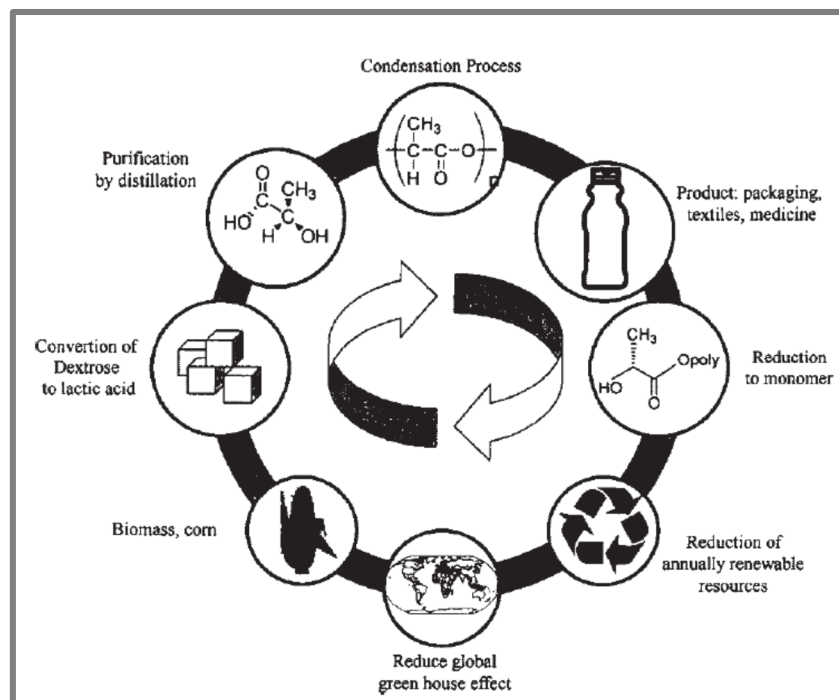 Condensation Process
CH3
C
C
O
H
O
n
Purification
by distillation
O
CH3
HO
H
OH
Product: packaging,
textiles, medicine
Convertion of
Dextrose
to lactic acid
CH3
Opoly
HO
O
Reduction
to monomer
Biomass, corn
Reduction of
annually renewable
resources
Reduce global
green house effect